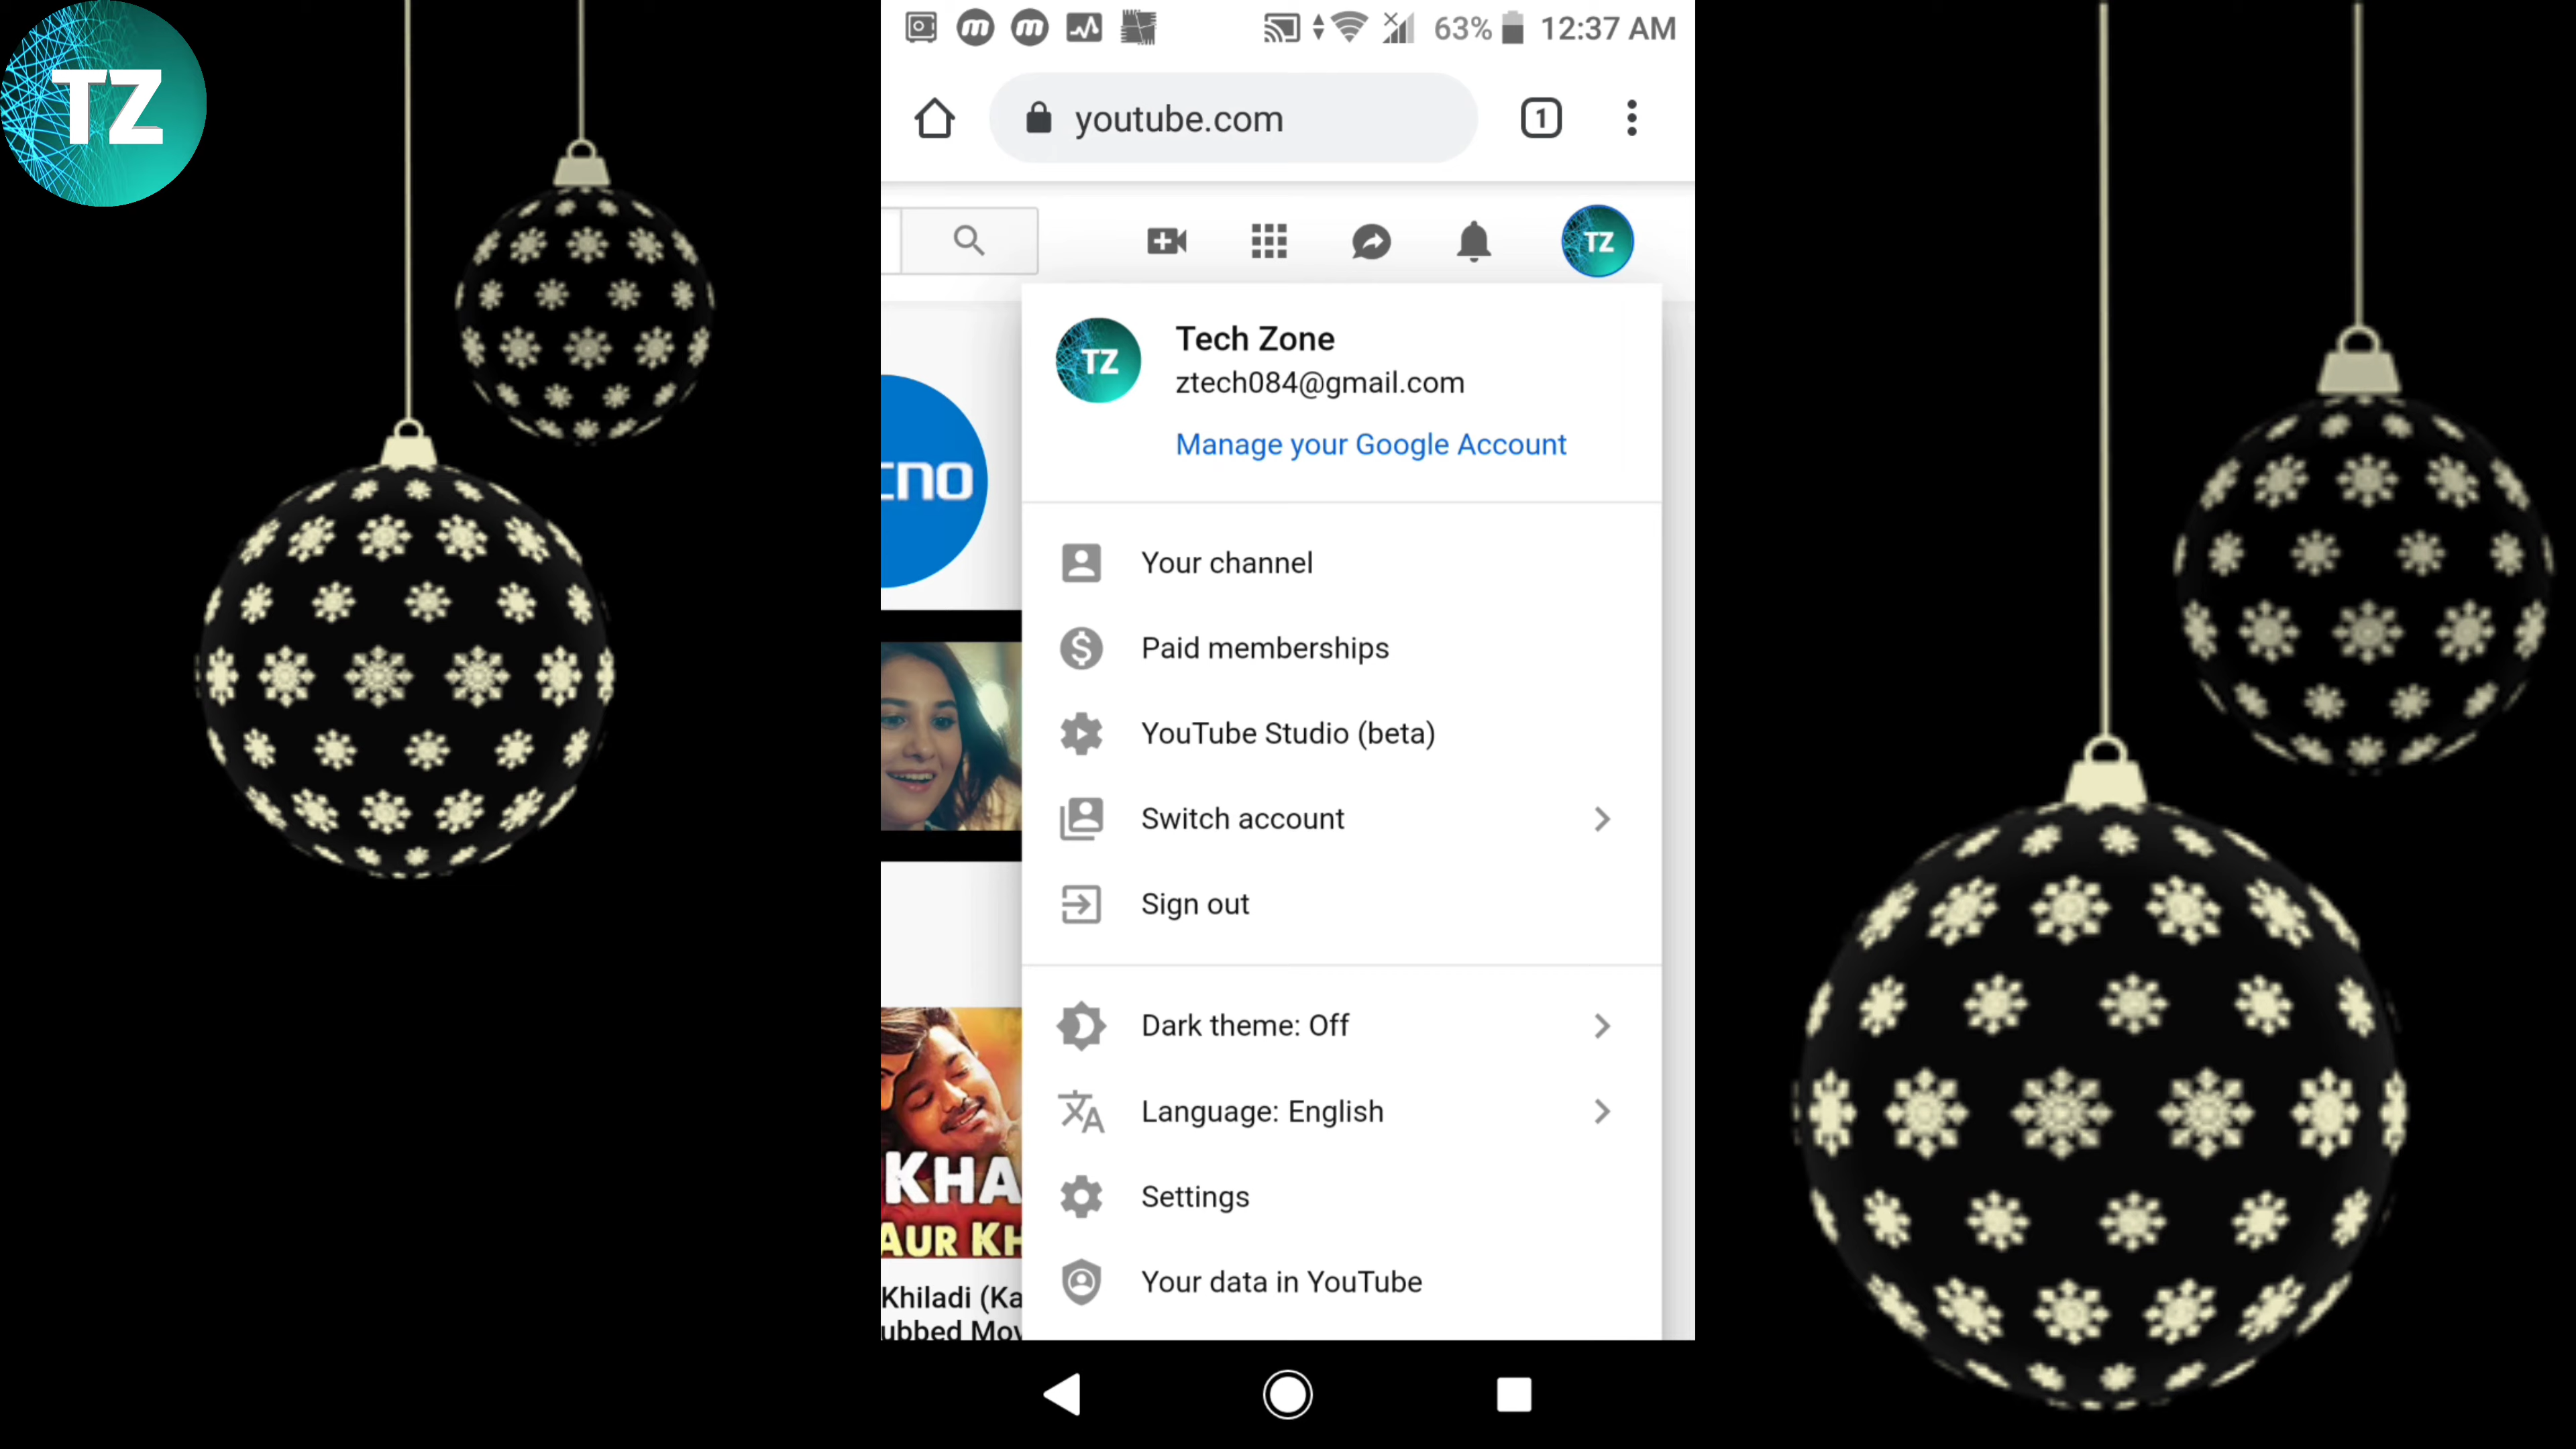 TZ
63% 12:37 AM
youtube.com
1
TZ
TZ
Tech Zone
ztech084@gmail.com
Manage your Google Account
Your channel
Paid memberships
YouTube Studio (beta)
Switch account
Sign out
Dark theme: Off
Language: English
Settings
Your data in YouTube
KHA
AUR KH
Khiladi (Ka
ubbed Mov